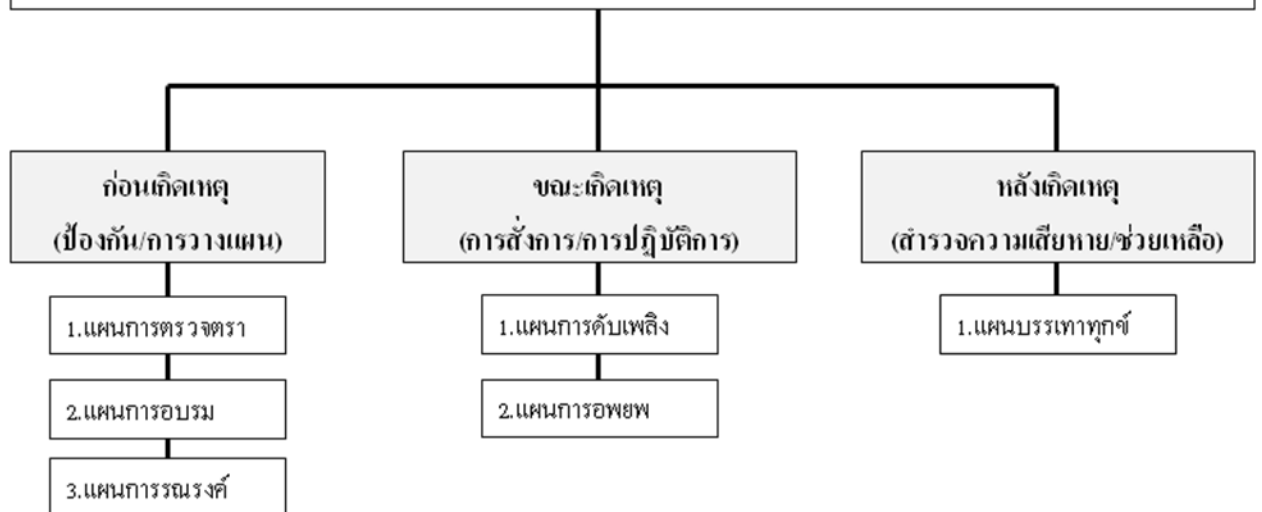 ก่อนเกิดเหตุ
(ป้องกัน/การวางแผน)
ขณะเกิดเหตุ
(การสั่งการ/การปฏิบัติการ)
หลังเกิดเหตุ
(สำรวจความเสียหาย/ช่วยเหลือ)
1.แผนการตรวจตรา
2.แผนการอบรม
3.แผนการรณรงค์
1.แผนการดับเพลิง
2.แผนการอพยพ
1.แผนบรรเทาทุกข์